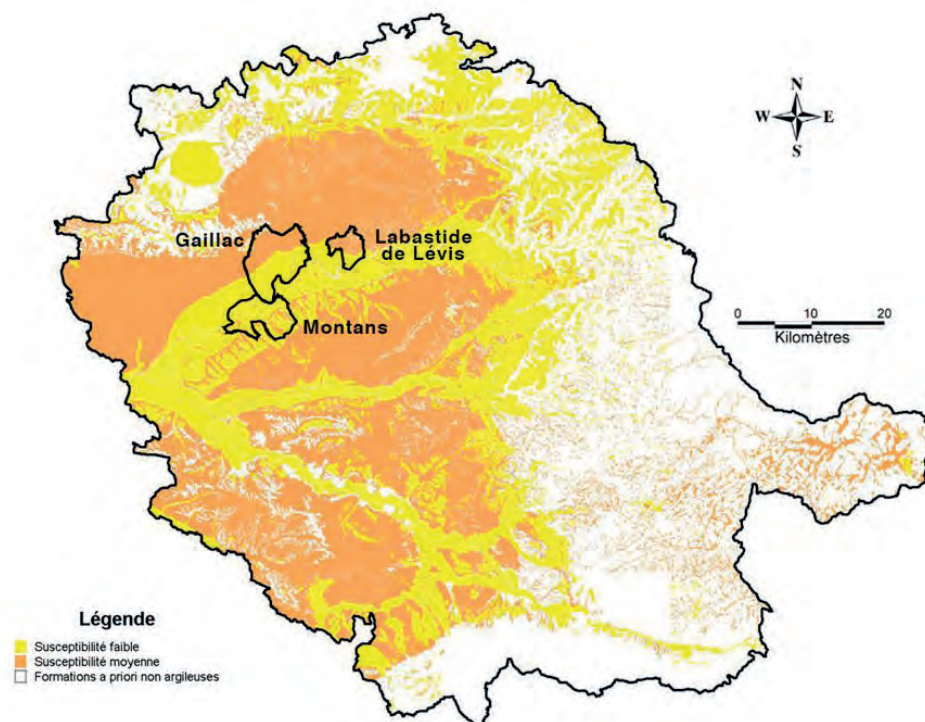 N
W E
S
Gaillac
Labastide
de Lévis
Montans
0 10 20
Kilomètres
Légende
Susceptibilité faible
Susceptibilité moyenne
Formations a priori non argileuses